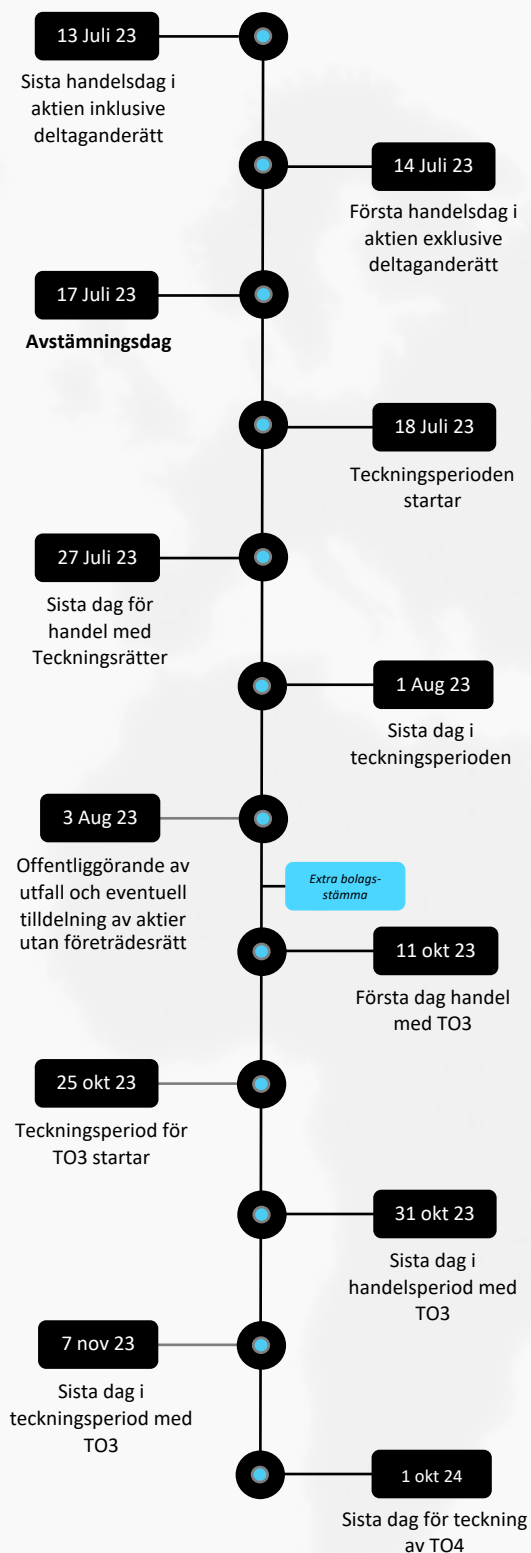 13 Juli 23
Sista handelsdag i
aktien inklusive
deltaganderätt
14 Juli 23
Första handelsdag i
aktien exklusive
deltaganderätt
17 Juli 23
Avstämningsdag
18 Juli 23
Teckningsperioden
startar
27 Juli 23
Sista dag för
handel med
Teckningsrätter
1 Aug 23
Sista dag i
teckningsperioden
3 Aug 23
Offentliggörande av
utfall och eventuell
tilldelning av aktier
utan företrädesrätt
Extra bolags-
stämma
11 okt 23
Första dag handel
med TO3
25 okt 23
Teckningsperiod för
TO3 startar
31 okt 23
Sista dag i
handelsperiod med
TO3
7 nov 23
Sista dag i
teckningsperiod med
TO3
1 okt 24
Sista dag för teckning
av TO4